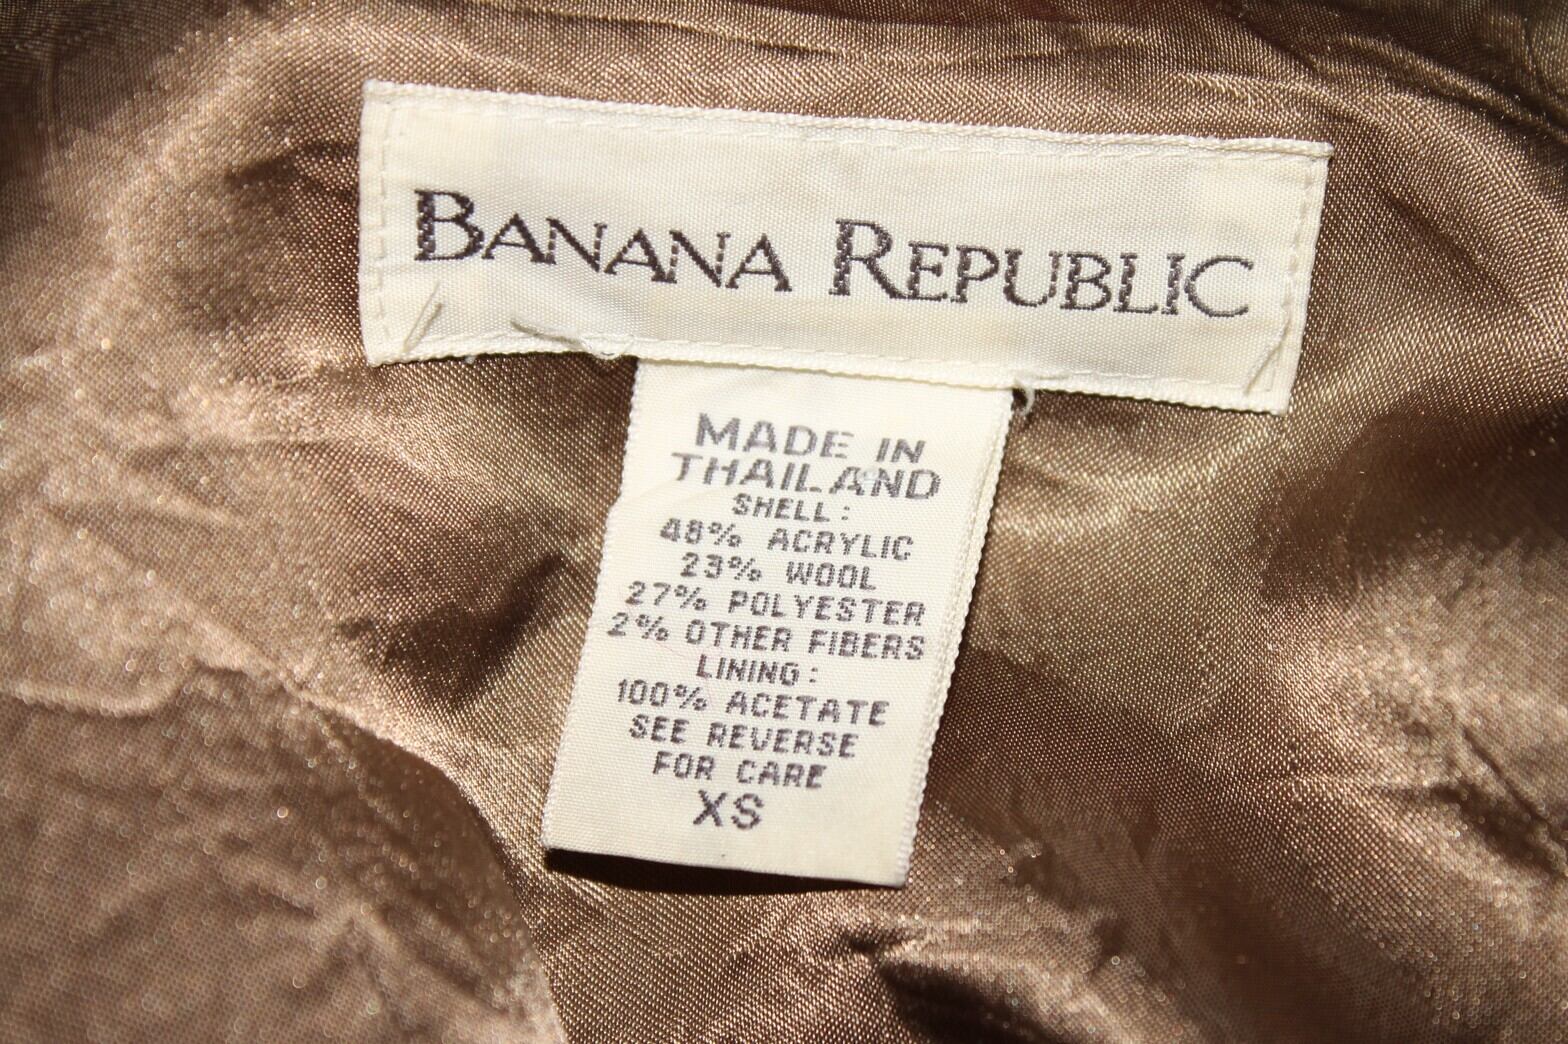 BANANA REPUBLIC
MADE IN
THAILAND
SHELL:
48% ACRYLIC
23% WOOL
27% POLYESTER
2% OTHER FIBERS
LINING:
100% ACETATE
SEE REVERSE
FOR CARE
XS